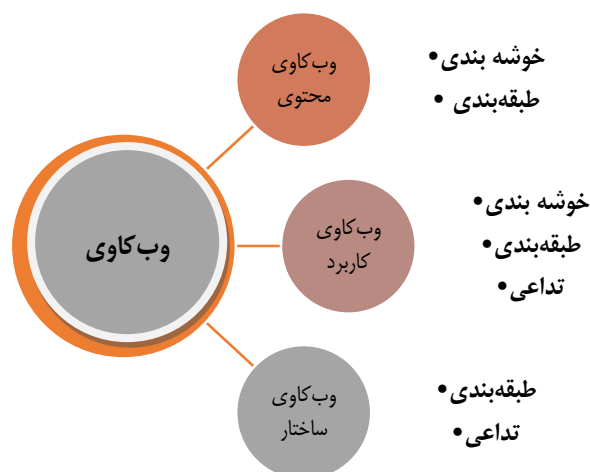 وب‌کاوی
وب‌کاوی
محتوی
•خوشه بندی
•طبقه‌بندی
وب‌کاوی
کاربرد
•خوشه بندی
•طبقه‌بندی
•تداعی
وب‌کاوی
ساختار
•طبقه‌بندی
•تداعی